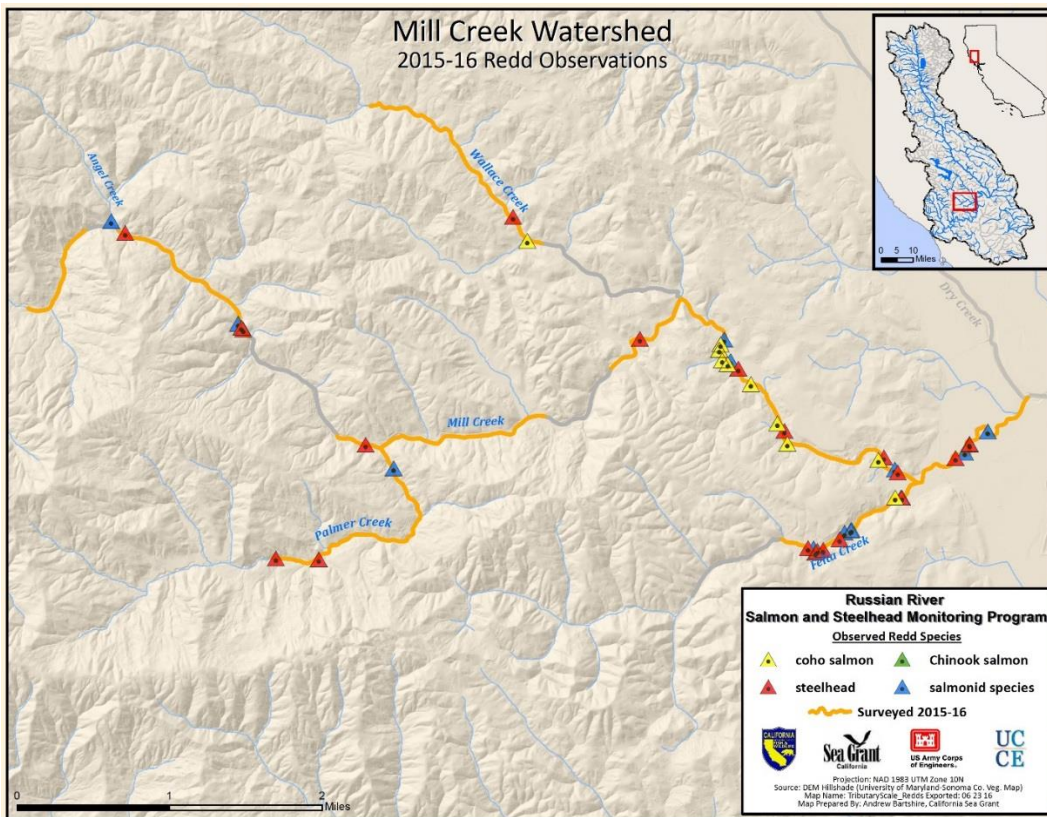 Mill Creek Watershed
2015-16 Redd Observations
0 5 10
Miles
Angel Creek
Wallace Creek
Dry Creek
Mill Creek
Palmer Creek
Felta Creek
Russian River
Salmon and Steelhead Monitoring Program
Observed Redd Species
coho salmon
Chinook salmon
steelhead
salmonid species
Surveyed 2015-16
CALIFORNIA
Sea Grant
California
US Army Corps
of Engineers®
UC
CE
Projection: NAD 1983 UTM Zone 10N
Source: DEM Hillshade (University of Maryland-Sonoma Co. Veg. Map)
Map Name: TributaryScale_Redds Exported: 06 23 16
Map Prepared By: Andrew Bartshire, California Sea Grant
0 1 2
Miles